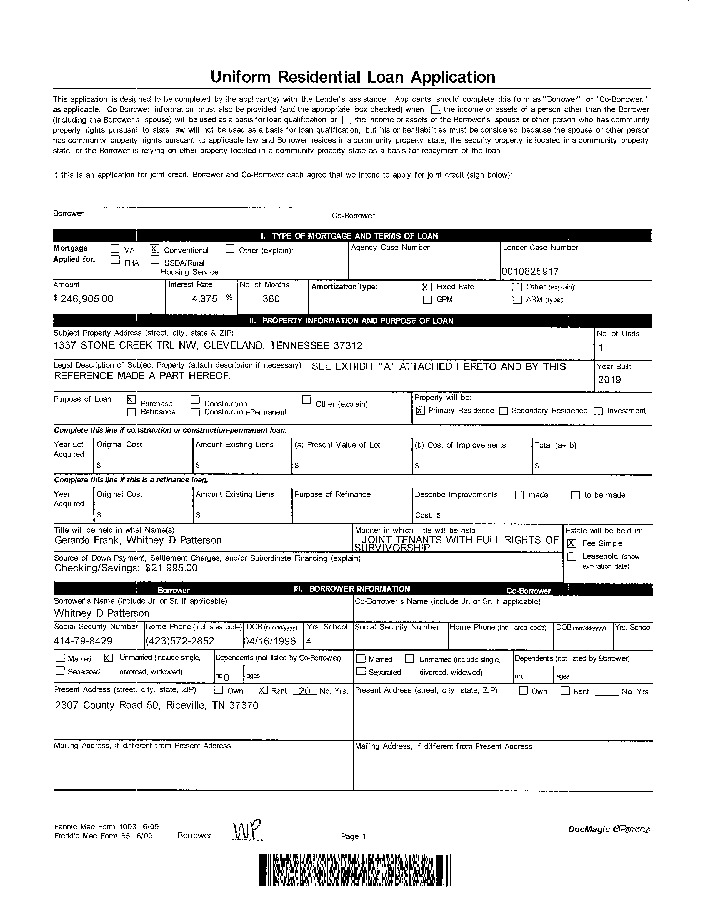 Uniform Residential Loan Application
This application is designed to be completed by the applicant(s) with the Lender's assistance. Applicants should complete this form as "Borrower" or "Co-Borrower,"
as applicable. Co-Borrower information must also be provided (and the appropriate box checked) when the income or assets of a person other than the Borrower
(including the Borrower's spouse) will be used as a basis for loan qualification or the income or assets of the Borrower's spouse or other person who has community
property rights pursuant to state law will not be used as a basis for loan qualification, but his or her liabilities must be considered because the spouse or other person
has community property rights pursuant to applicable law and Borrower resides in a community property state, the security property is located in a community property
state, or the Borrower is relying on other property located in a community property state as a basis for repayment of the loan.
If this is an application for joint credit, Borrower and Co-Borrower each agree that we intend to apply for joint credit (sign below):
Borrower Co-Borrower
I. TYPE OF MORTGAGE AND TERMS OF LOAN
Mortgage VA X Conventional Other (explain): Agency Case Number Lender Case Number
Applied for: FHA USDA/Rural
Housing Service 0010825917
Amount Interest Rate No. of Months Amortization Type: X Fixed Rate Other (explain)
$ 246,905.00 4.375 % 360 GPM ARM (type)
II. PROPERTY INFORMATION AND PURPOSE OF LOAN
Subject Property Address (street, city, state & ZIP) No. of Units
1337 STONE CREEK TRL NW, CLEVELAND, TENNESSEE 37312 1
Legal Description of Subject Property (attach description if necessary) SEE EXHIBIT "A" ATTACHED HERETO AND BY THIS Year Built
REFERENCE MADE A PART HEREOF. 2019
Purpose of Loan X Purchase Construction Other (explain) Property will be:
Refinance Construction-Permanent X Primary Residence Secondary Residence Investment
Complete this line if construction or construction-permanent loan.
Year Lot Original Cost Amount Existing Liens (a) Present Value of Lot (b) Cost of Improvements Total (a+b)
Acquired
$ $ $ $ $
Complete this line if this is a refinance loan.
Year Original Cost Amount Existing Liens Purpose of Refinance Describe Improvements made to be made
Acquired
$ $ Cost: $
Title will be held in what Name(s) Manner in which Title will be held Estate will be held in:
Gerardo Frank, Whitney D Patterson JOINT TENANTS WITH FULL RIGHTS OF SURVIVORSHIP X Fee Simple
Source of Down Payment, Settlement Charges, and/or Subordinate Financing (explain) Leasehold (show expiration date)
Checking/Savings: $21,995.00
Borrower III. BORROWER INFORMATION Co-Borrower
Borrower's Name (include Jr. or Sr. if applicable) Co-Borrower's Name (include Jr. or Sr. if applicable)
Whitney D Patterson
Social Security Number Home Phone (incl. area code) DOB (mm/dd/yyyy) Yrs. School Social Security Number Home Phone (incl. area code) DOB (mm/dd/yyyy) Yrs. School
414-79-8429 (423)572-2852 04/16/1996 4
Married X Unmarried (include single, Dependents (not listed by Co-Borrower) Married Unmarried (include single, Dependents (not listed by Borrower)
Separated divorced, widowed) no. 0 ages Separated divorced, widowed) no. ages
Present Address (street, city, state, ZIP) Own X Rent 20 No. Yrs. Present Address (street, city, state, ZIP) Own Rent No. Yrs.
2307 County Road 50, Riceville, TN 37370
Mailing Address, if different from Present Address Mailing Address, if different from Present Address
Fannie Mae Form 1003 6/09
Freddie Mac Form 65 6/09 Borrower WP Page 1 DocMagic